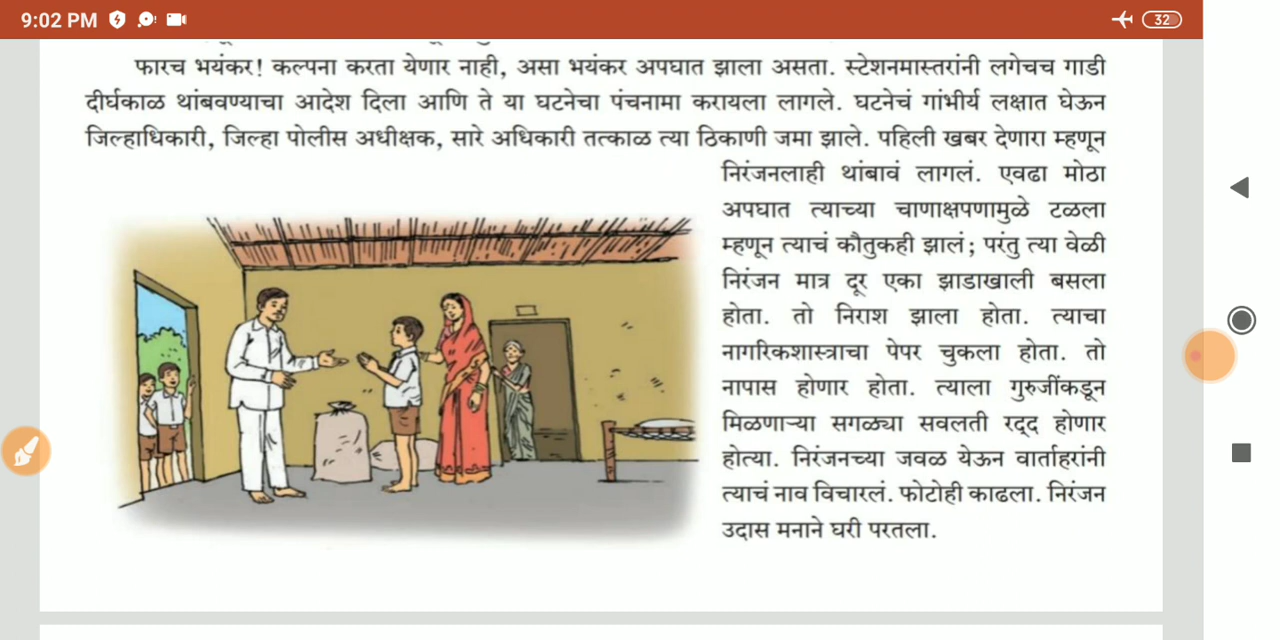 9:02 PM
32
फारच भयंकर! कल्पना करता येणार नाही, असा भयंकर अपघात झाला असता. स्टेशनमास्तरांनी लगेचच गाडी
दीर्घकाळ थांबवण्याचा आदेश दिला आणि ते या घटनेचा पंचनामा करायला लागले. घटनेचं गांभीर्य लक्षात घेऊन
जिल्हाधिकारी, जिल्हा पोलीस अधीक्षक, सारे अधिकारी तत्काळ त्या ठिकाणी जमा झाले. पहिली खबर देणारा म्हणून
निरंजनलाही थांबावं लागलं. एवढा मोठा
अपघात त्याच्या चाणाक्षपणामुळे टळला
म्हणून त्याचं कौतुकही झालं; परंतु त्या वेळी
निरंजन मात्र दूर एका झाडाखाली बसला
होता. तो निराश झाला होता. त्याचा
नागरिकशास्त्राचा पेपर चुकला होता. तो
नापास होणार होता. त्याला गुरुजींकडून
मिळणाऱ्या सगळ्या सवलती रद्द होणार
होत्या. निरंजनच्या जवळ येऊन वार्ताहरांनी
त्याचं नाव विचारलं. फोटोही काढला. निरंजन
उदास मनाने घरी परतला.